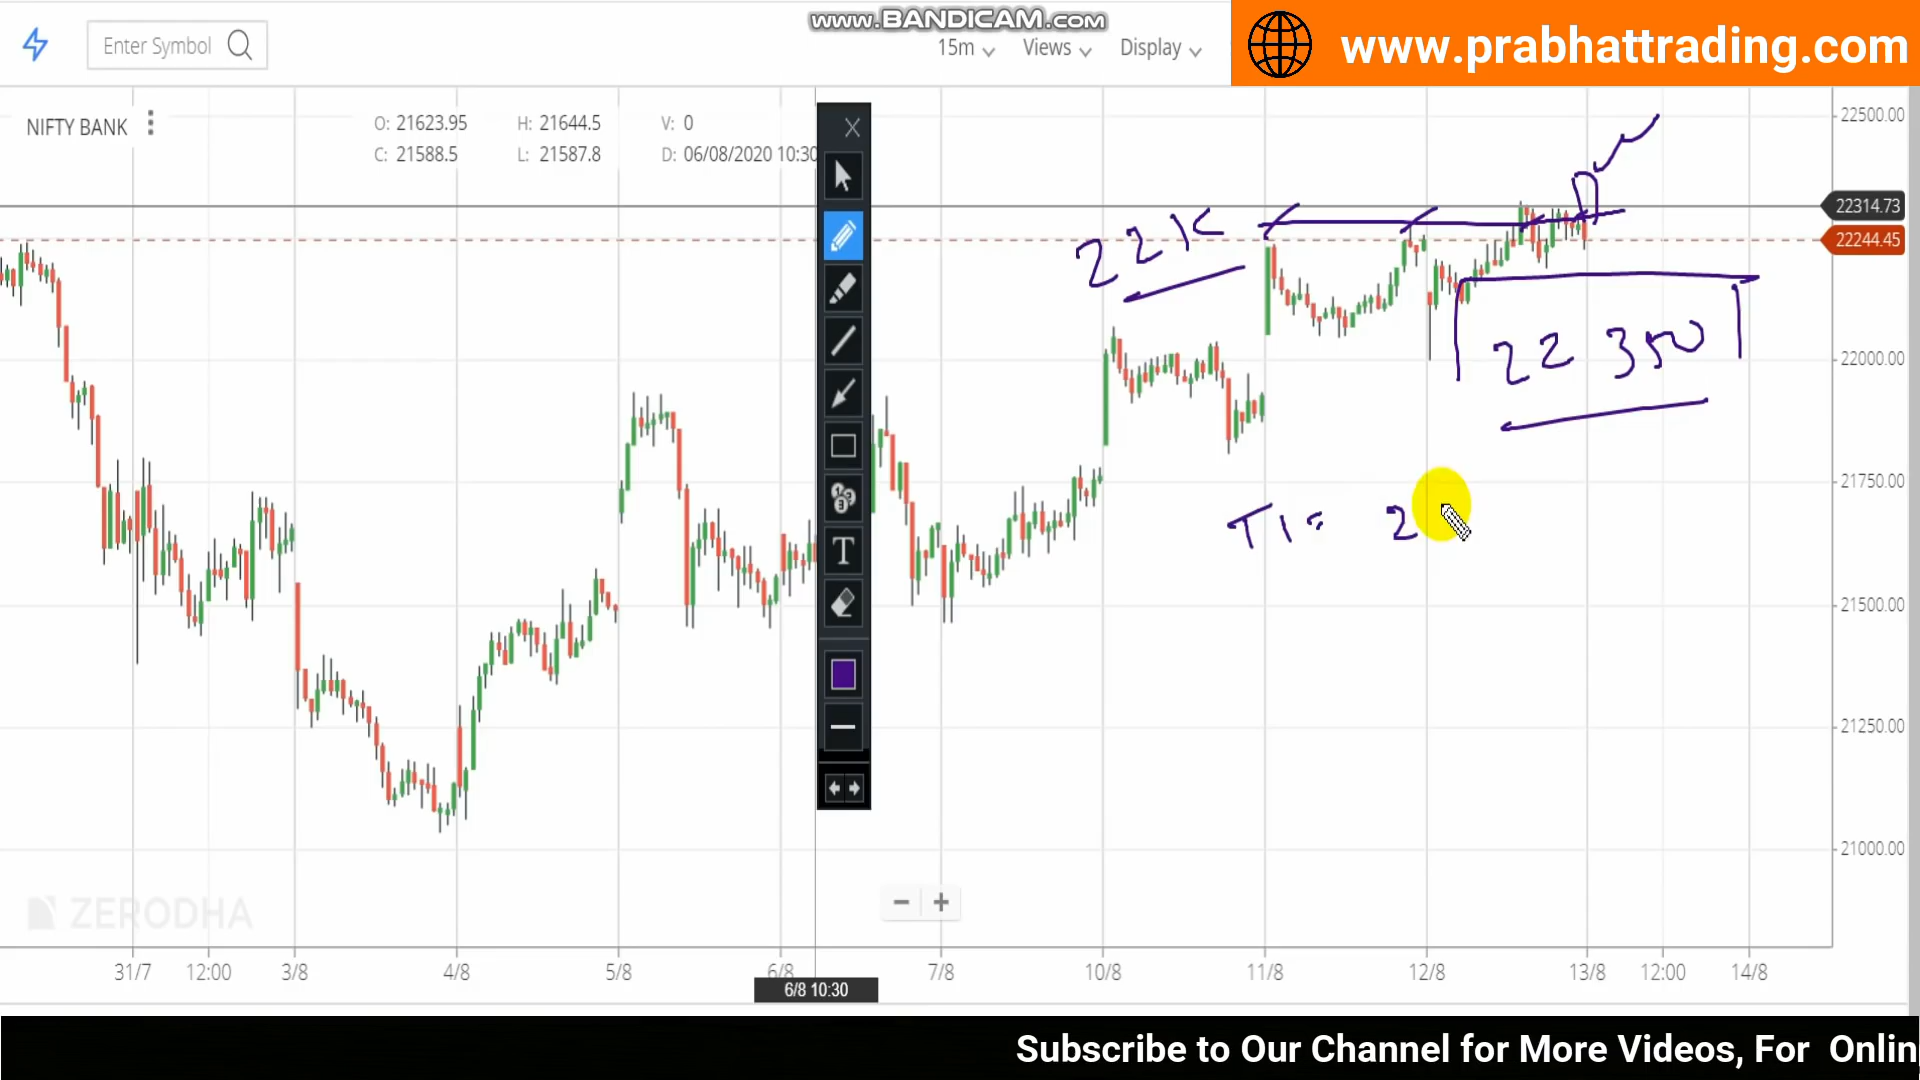 www.BANDICAM.com
www.prabhattrading.com
Enter Symbol
15m
Views
Display
NIFTY BANK
O: 21623.95 H: 21644.5 V: 0
C: 21588.5 L: 21587.8 D: 06/08/2020 10:30
22500.00
22314.73
22244.45
22000.00
21750.00
21500.00
21250.00
21000.00
22K
22 350
T1= 2
T
ZERODHA
31/7 12:00 3/8 4/8 5/8 6/8 7/8 10/8 11/8 12/8 13/8 12:00 14/8
6/8 10:30
Subscribe to Our Channel for More Videos, For Onlin